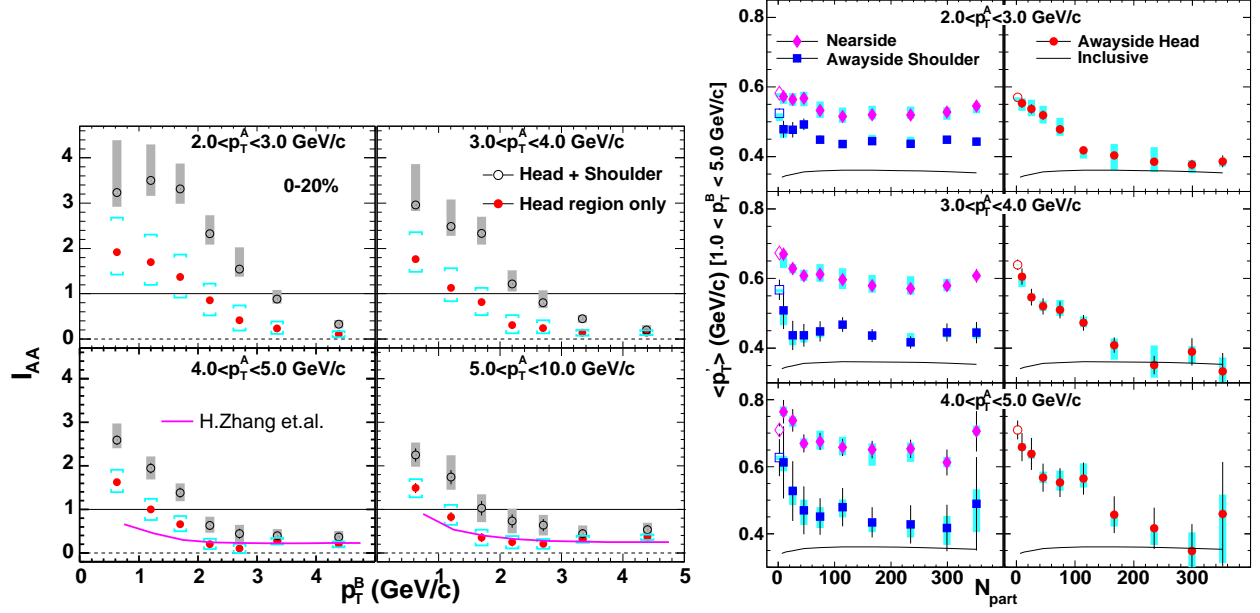 2.0<p_T^A<3.0 GeV/c
3.0<p_T^A<4.0 GeV/c
0-20%
Head + Shoulder
Head region only
4
3
2
1
0
4.0<p_T^A<5.0 GeV/c
5.0<p_T^A<10.0 GeV/c
H.Zhang et.al.
3
2
1
0
I_AA
0 1 2 3 4 0 1 2 3 4 5
p_T^B (GeV/c)
2.0<p_T^A<3.0 GeV/c
Nearside
Awayside Shoulder
Awayside Head
Inclusive
0.8
0.6
0.4
3.0<p_T^A<4.0 GeV/c
0.8
0.6
0.4
4.0<p_T^A<5.0 GeV/c
0.8
0.6
0.4
<p_T'> (GeV/c) [1.0 < p_T^B < 5.0 GeV/c]
0 100 200 300 0 100 200 300
N_part